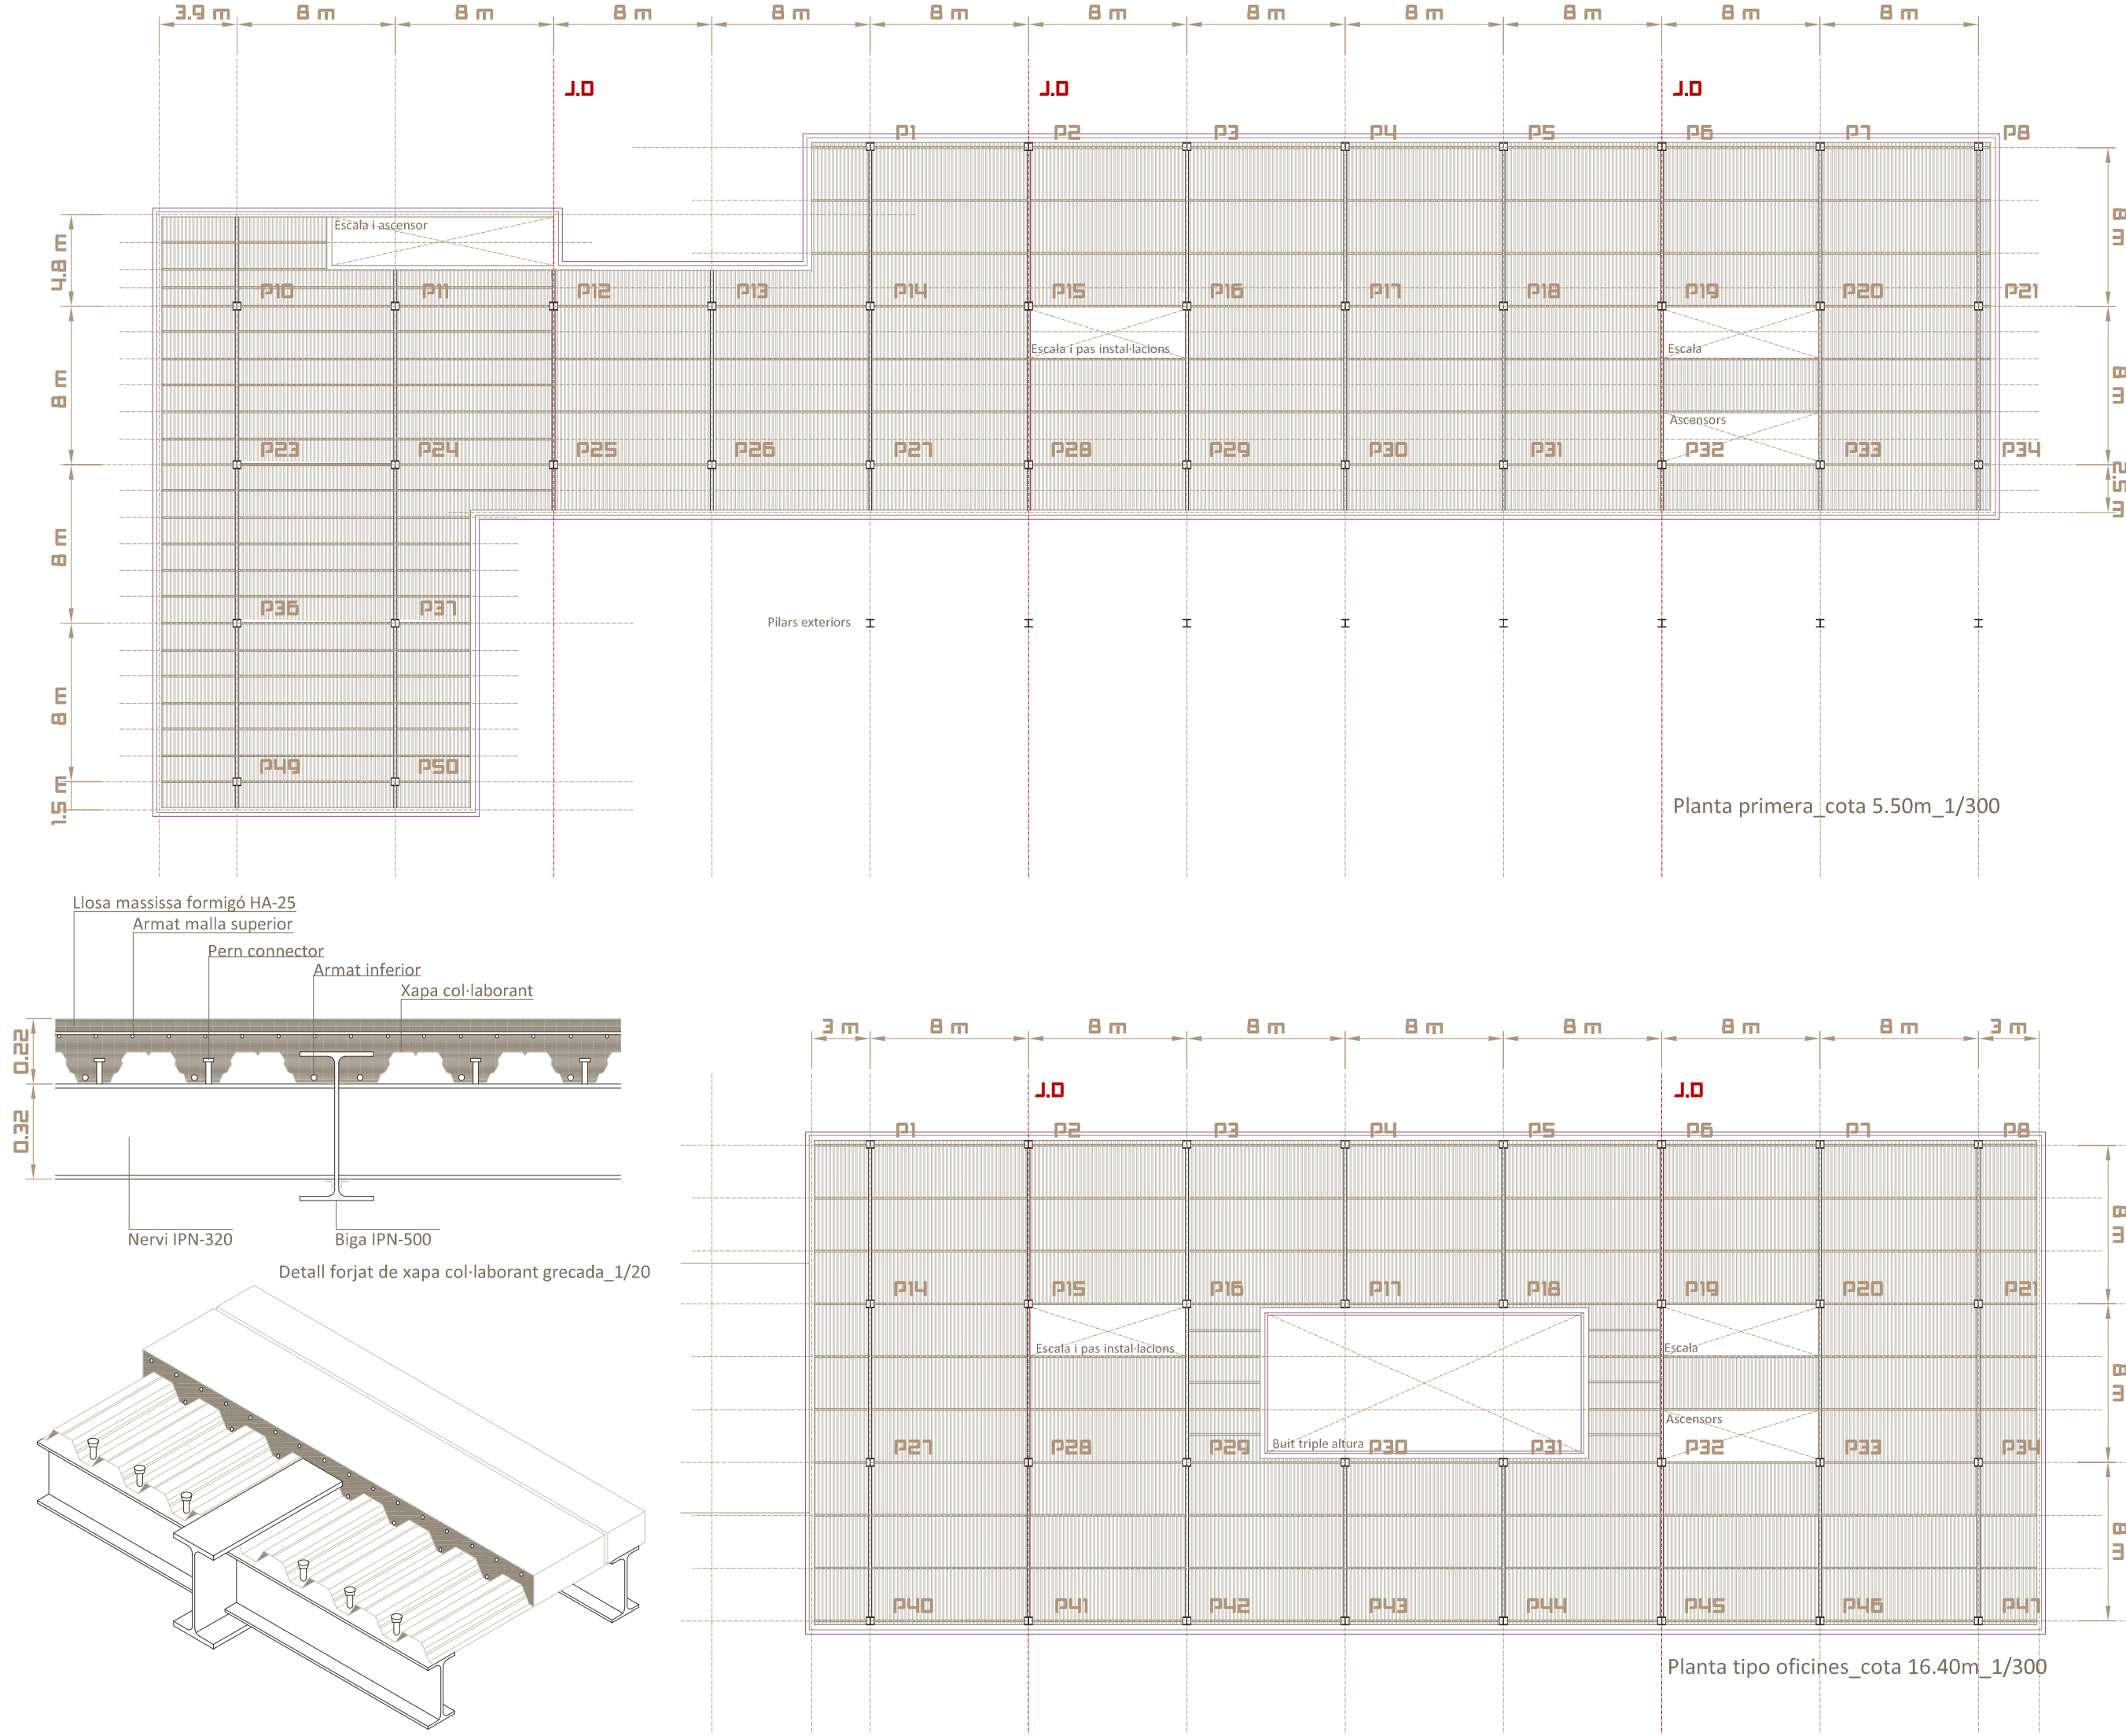 3.9 m 8 m 8 m 8 m 8 m 8 m 8 m 8 m 8 m 8 m 8 m 8 m
J.D J.D J.D
P1 P2 P3 P4 P5 P6 P7 P8
8 m
4.8 m
Escala i ascensor
P10 P11 P12 P13 P14 P15 P16 P17 P18 P19 P20 P21
Escala i pas instal·lacions
Escala
8 m
8 m
Ascensors
P23 P24 P25 P26 P27 P28 P29 P30 P31 P32 P33 P34
2.5 m
8 m
P36 P37
Pilars exteriors
8 m
P49 P50
1.5 m
Planta primera_cota 5.50m_1/300
Llosa massissa formigó HA-25
Armat malla superior
Pern connector
Armat inferior
Xapa col·laborant
0.22
0.32
Nervi IPN-320
Biga IPN-500
Detall forjat de xapa col·laborant grecada_1/20
3 m 8 m 8 m 8 m 8 m 8 m 8 m 8 m 3 m
J.D J.D
P1 P2 P3 P4 P5 P6 P7 P8
8 m
P14 P15 P16 P17 P18 P19 P20 P21
Escala i pas instal·lacions
Escala
8 m
Ascensors
Buit triple altura
P27 P28 P29 P30 P31 P32 P33 P34
8 m
P40 P41 P42 P43 P44 P45 P46 P47
Planta tipo oficines_cota 16.40m_1/300